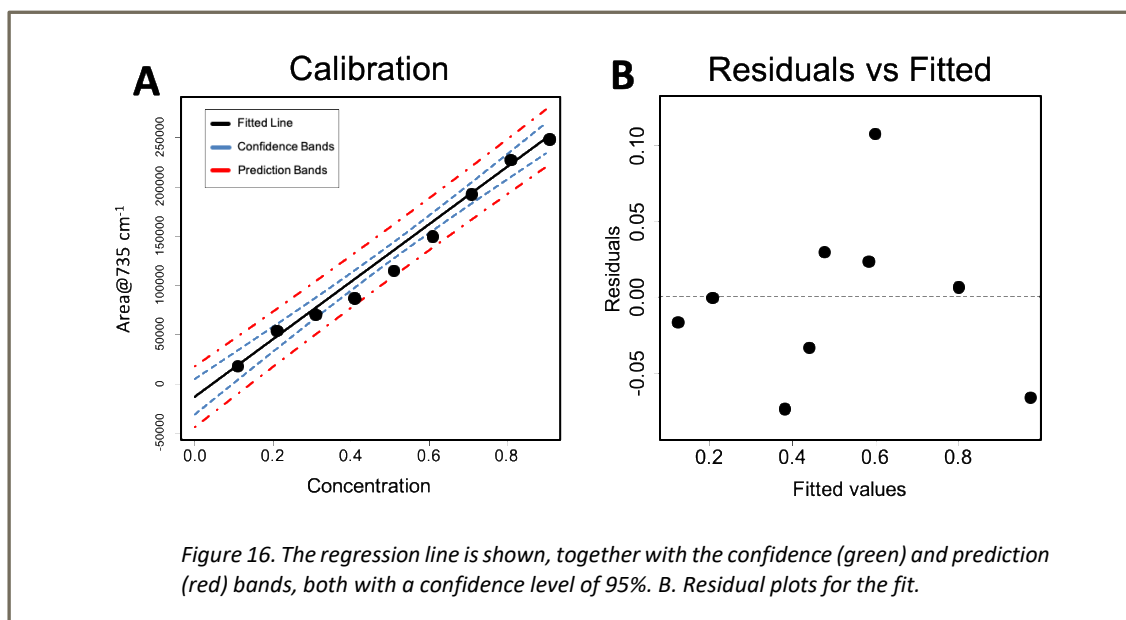 A
Calibration
Fitted Line
Confidence Bands
Prediction Bands
Area@735 cm⁻¹
250000
200000
150000
100000
50000
0
-50000
0.0 0.2 0.4 0.6 0.8
Concentration
B
Residuals vs Fitted
Residuals
0.10
0.05
0.00
-0.05
0.2 0.4 0.6 0.8
Fitted values
Figure 16. The regression line is shown, together with the confidence (green) and prediction
(red) bands, both with a confidence level of 95%. B. Residual plots for the fit.